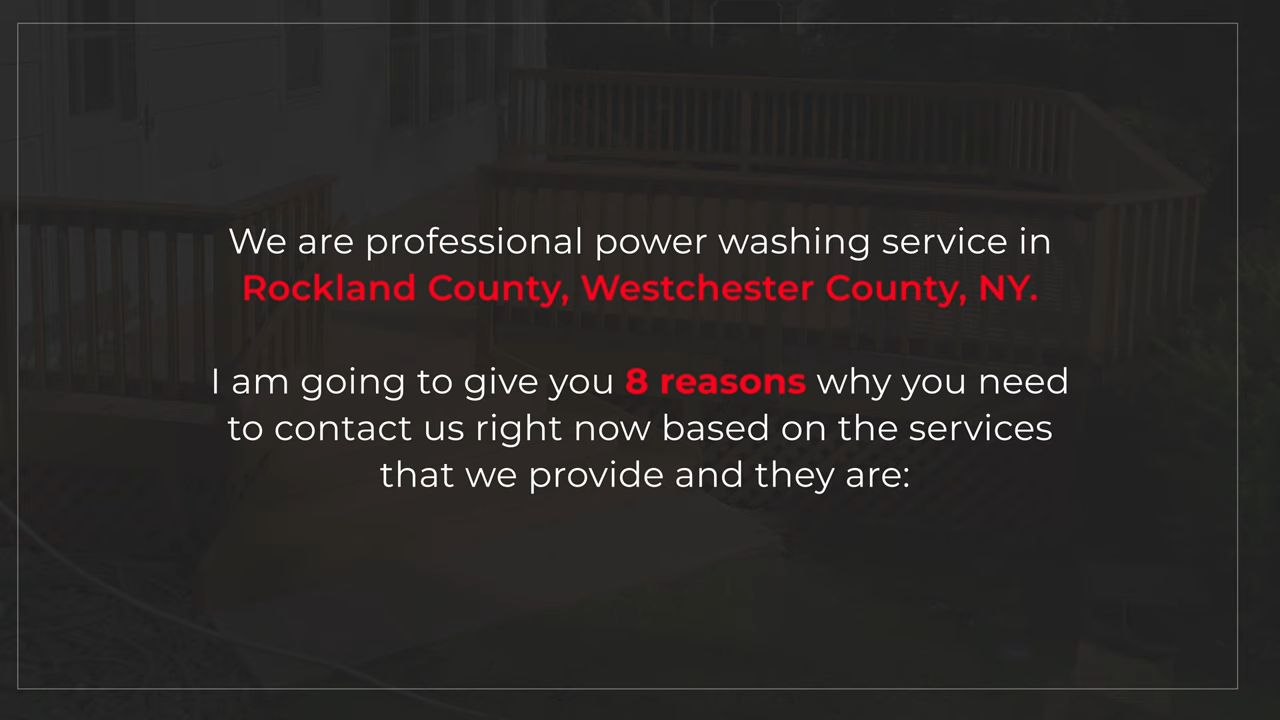 We are professional power washing service in
Rockland County, Westchester County, NY.
I am going to give you 8 reasons why you need
to contact us right now based on the services
that we provide and they are: